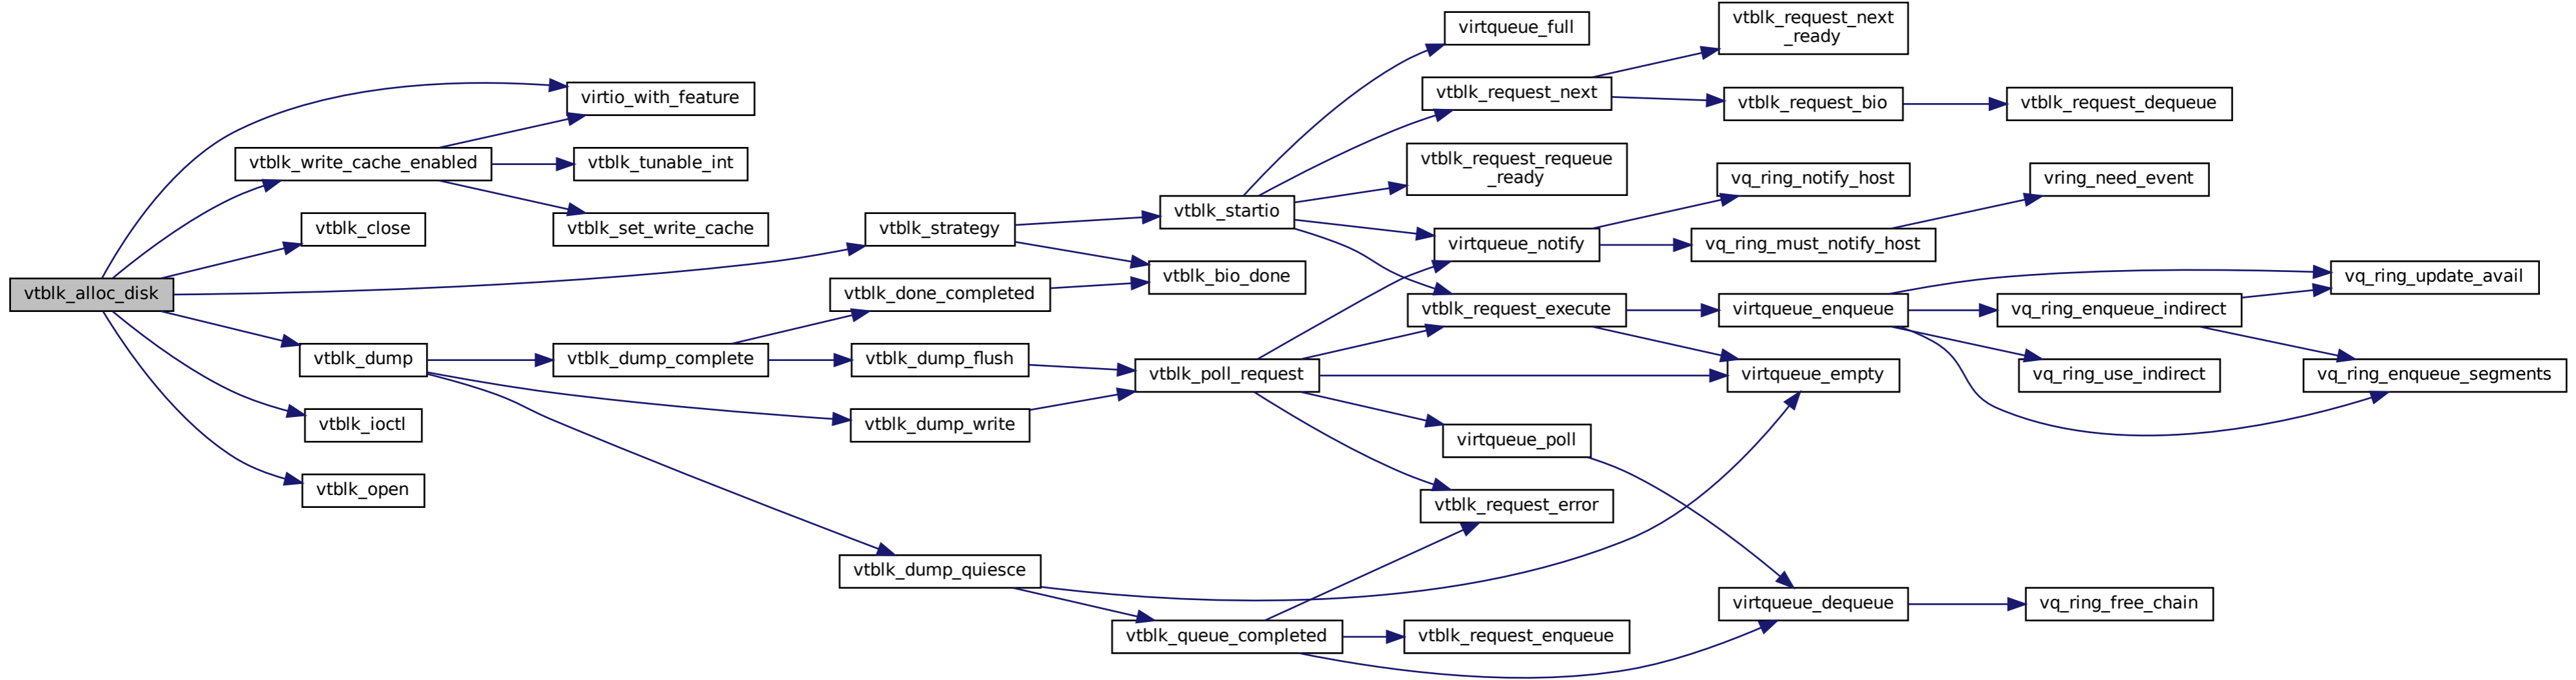 vtblk_alloc_disk
virtio_with_feature
vtblk_write_cache_enabled
vtblk_tunable_int
vtblk_set_write_cache
vtblk_close
vtblk_strategy
vtblk_startio
virtqueue_full
vtblk_request_next
vtblk_request_next
_ready
vtblk_request_bio
vtblk_request_dequeue
vtblk_request_requeue
_ready
virtqueue_notify
vq_ring_notify_host
vq_ring_must_notify_host
vring_need_event
vtblk_bio_done
vtblk_done_completed
vtblk_request_execute
virtqueue_enqueue
vq_ring_enqueue_indirect
vq_ring_update_avail
vtblk_dump
vtblk_dump_complete
vtblk_dump_flush
vtblk_poll_request
virtqueue_empty
vq_ring_use_indirect
vq_ring_enqueue_segments
vtblk_ioctl
vtblk_dump_write
virtqueue_poll
vtblk_open
vtblk_request_error
vtblk_dump_quiesce
virtqueue_dequeue
vq_ring_free_chain
vtblk_queue_completed
vtblk_request_enqueue